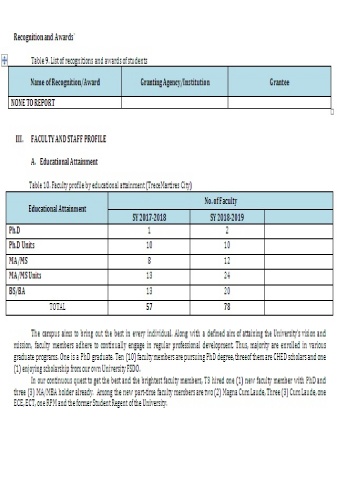 Recognition and Awards`
Table 9. List of recognitions and awards of students
Name of Recognition/Award Granting Agency/Institution Grantee
NONE TO REPORT
III. FACULTY AND STAFF PROFILE
A. Educational Attainment
Table 10. Faculty profile by educational attainment (Trece Martires City)
Educational Attainment No. of Faculty
SY 2017-2018 SY 2018-2019
Ph.D 1 2
Ph.D Units 10 10
MA/MS 8 12
MA/MS Units 13 24
BS/BA 13 20
TOTAL 57 78
The campus aims to bring out the best in every individual. Along with a defined aim of attaining the University's vision and
mission, faculty members adhere to continually engage in regular professional development. Thus, majority are enrolled in various
graduate programs. One is a PhD graduate. Ten (10) faculty members are pursuing PhD degree, three of them are CHED scholars and one
(1) enjoying scholarship from our own University FSDO.
In our continuous quest to get the best and the brightest faculty members, T3 hired one (1) new faculty member with PhD and
three (3) MA/MBA holder already. Among the new part-time faculty members are two (2) Magna Cum Laude, Three (3) Cum Laude, one
ECE, ECT, one RPM and the former Student Regent of the University.